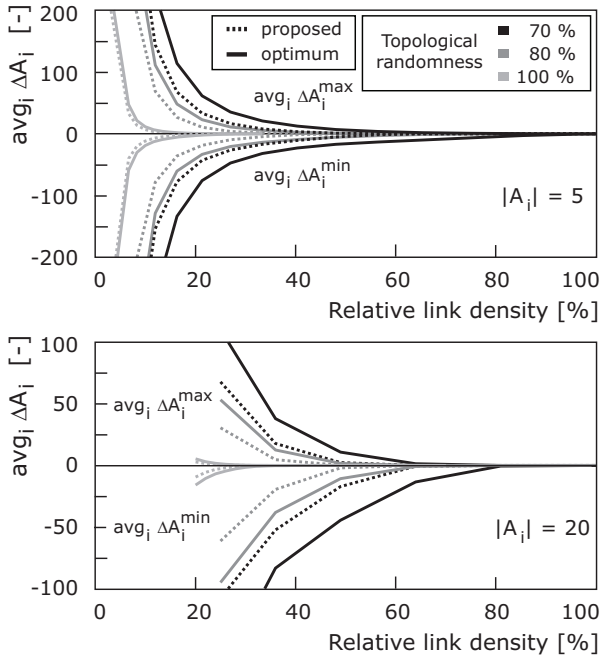 200
100
0
-100
-200
avg_i ΔA_i [-]
proposed
optimum
Topological randomness
70 %
80 %
100 %
avg_i ΔA_i^max
avg_i ΔA_i^min
|A_i| = 5
0 20 40 60 80 100
Relative link density [%]
100
50
0
-50
-100
avg_i ΔA_i [-]
avg_i ΔA_i^max
avg_i ΔA_i^min
|A_i| = 20
0 20 40 60 80 100
Relative link density [%]